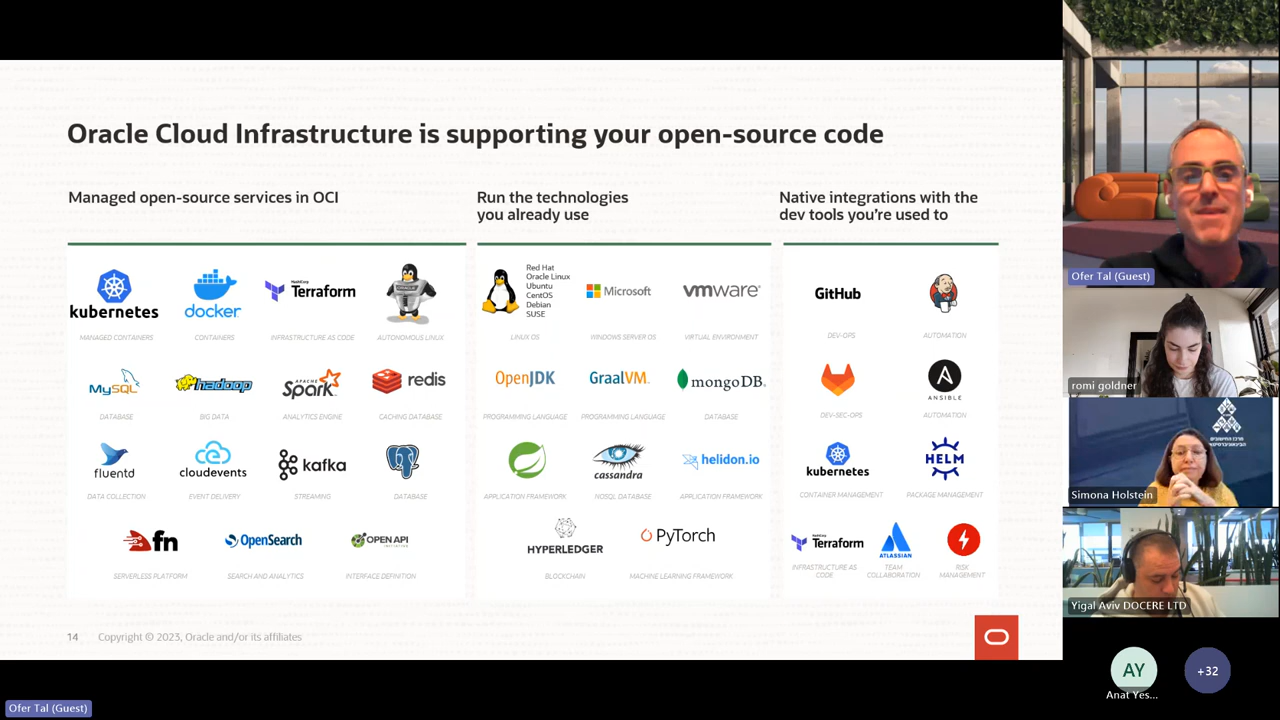 Oracle Cloud Infrastructure is supporting your open-source code
Managed open-source services in OCI
kubernetes
docker
HashiCorp
Terraform
ORACLE
MANAGED CONTAINERS
CONTAINERS
INFRASTRUCTURE AS CODE
AUTONOMOUS LINUX
MySQL
hadoop
APACHE
Spark
redis
DATABASE
BIG DATA
ANALYTICS ENGINE
CACHING DATABASE
fluentd
cloudevents
kafka
DATA COLLECTION
EVENT DELIVERY
STREAMING
DATABASE
fn
OpenSearch
OPEN API
INITIATIVE
SERVERLESS PLATFORM
SEARCH AND ANALYTICS
INTERFACE DEFINITION
Run the technologies
you already use
Red Hat
Oracle Linux
Ubuntu
CentOS
Debian
SUSE
Microsoft
vmware®
LINUX OS
WINDOWS SERVER OS
VIRTUAL ENVIRONMENT
OpenJDK
GraalVM.
mongoDB.
PROGRAMMING LANGUAGE
PROGRAMMING LANGUAGE
DATABASE
cassandra
helidon.io
APPLICATION FRAMEWORK
NOSQL DATABASE
APPLICATION FRAMEWORK
HYPERLEDGER
PyTorch
BLOCKCHAIN
MACHINE LEARNING FRAMEWORK
Native integrations with the
dev tools you're used to
GitHub
DEV-OPS
AUTOMATION
A
ANSIBLE
DEV-SEC-OPS
AUTOMATION
kubernetes
HELM
CONTAINER MANAGEMENT
PACKAGE MANAGEMENT
HashiCorp
Terraform
ATLASSIAN
INFRASTRUCTURE AS
CODE
TEAM
COLLABORATION
RISK
MANAGEMENT
14
Copyright © 2023, Oracle and/or its affiliates
Ofer Tal (Guest)
Ofer Tal (Guest)
romi goldner
מרכז החישובים
הבינאוניברסיטאי
Simona Holstein
Yigal Aviv DOCERE LTD
AY
Anat Yes...
+32